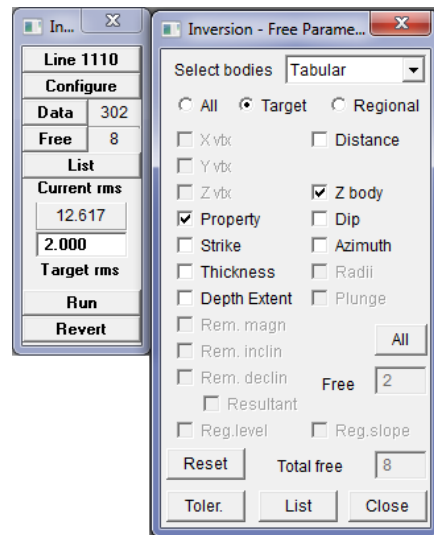 In...
Line 1110
Configure
Data 302
Free 8
List
Current rms
12.617
2.000
Target rms
Run
Revert
Inversion - Free Parame...
Select bodies Tabular
All Target Regional
X vtx Distance
Y vtx
Z vtx Z body
Property Dip
Strike Azimuth
Thickness Radii
Depth Extent Plunge
Rem. magn
Rem. inclin All
Rem. declin Free 2
Resultant
Reg.level Reg.slope
Reset Total free 8
Toler. List Close